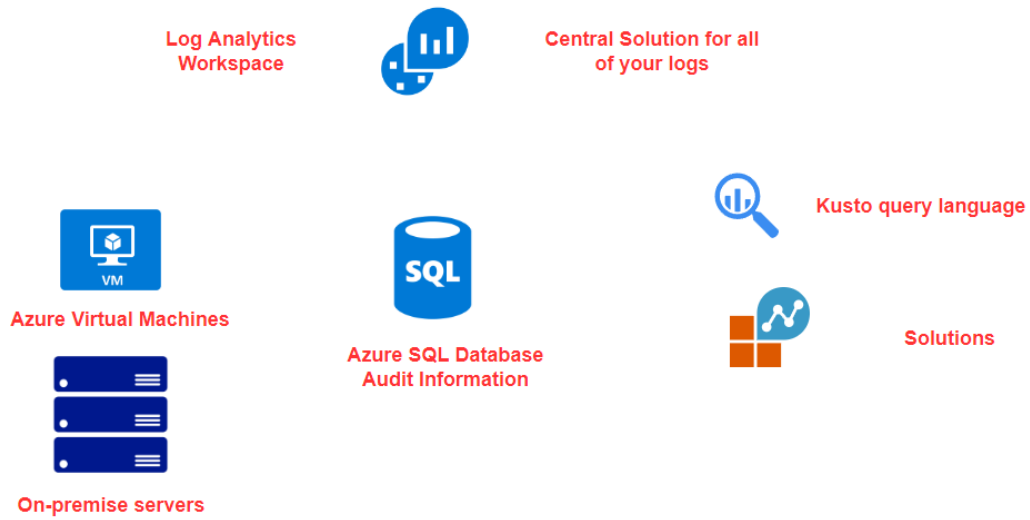 Log Analytics
Workspace
Central Solution for all
of your logs
Kusto query language
VM
SQL
Azure Virtual Machines
Solutions
Azure SQL Database
Audit Information
On-premise servers